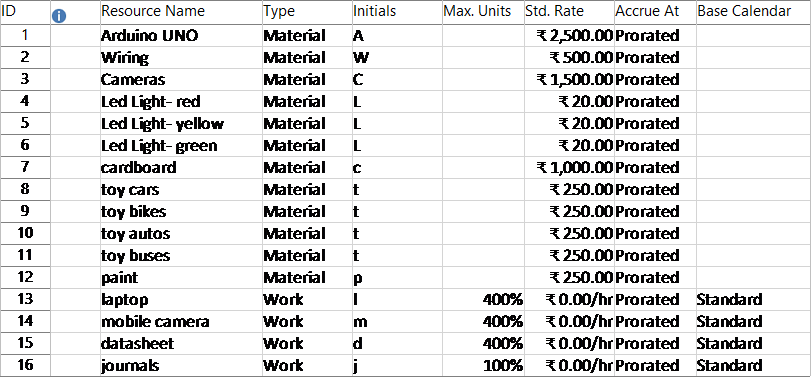 ID Resource Name Type Initials Max. Units Std. Rate Accrue At Base Calendar
1 Arduino UNO Material A ₹ 2,500.00 Prorated
2 Wiring Material W ₹ 500.00 Prorated
3 Cameras Material C ₹ 1,500.00 Prorated
4 Led Light- red Material L ₹ 20.00 Prorated
5 Led Light- yellow Material L ₹ 20.00 Prorated
6 Led Light- green Material L ₹ 20.00 Prorated
7 cardboard Material c ₹ 1,000.00 Prorated
8 toy cars Material t ₹ 250.00 Prorated
9 toy bikes Material t ₹ 250.00 Prorated
10 toy autos Material t ₹ 250.00 Prorated
11 toy buses Material t ₹ 250.00 Prorated
12 paint Material p ₹ 250.00 Prorated
13 laptop Work l 400% ₹ 0.00/hr Prorated Standard
14 mobile camera Work m 400% ₹ 0.00/hr Prorated Standard
15 datasheet Work d 400% ₹ 0.00/hr Prorated Standard
16 journals Work j 100% ₹ 0.00/hr Prorated Standard